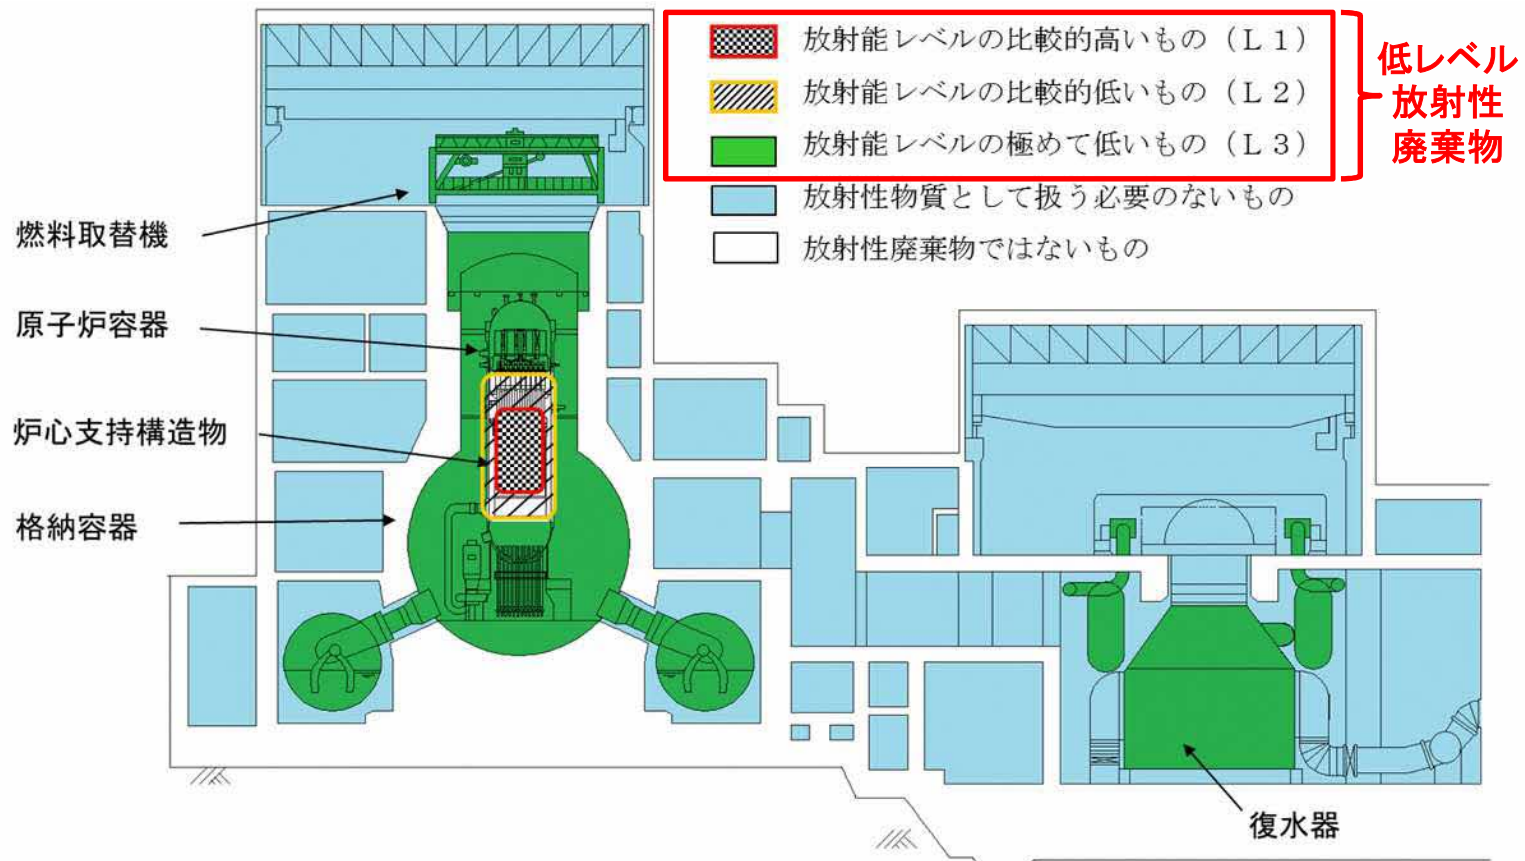 放射能レベルの比較的高いもの（Ｌ１）
放射能レベルの比較的低いもの（Ｌ２）
放射能レベルの極めて低いもの（Ｌ３）
放射性物質として扱う必要のないもの
放射性廃棄物ではないもの
低レベル
放射性
廃棄物
燃料取替機
原子炉容器
炉心支持構造物
格納容器
復水器